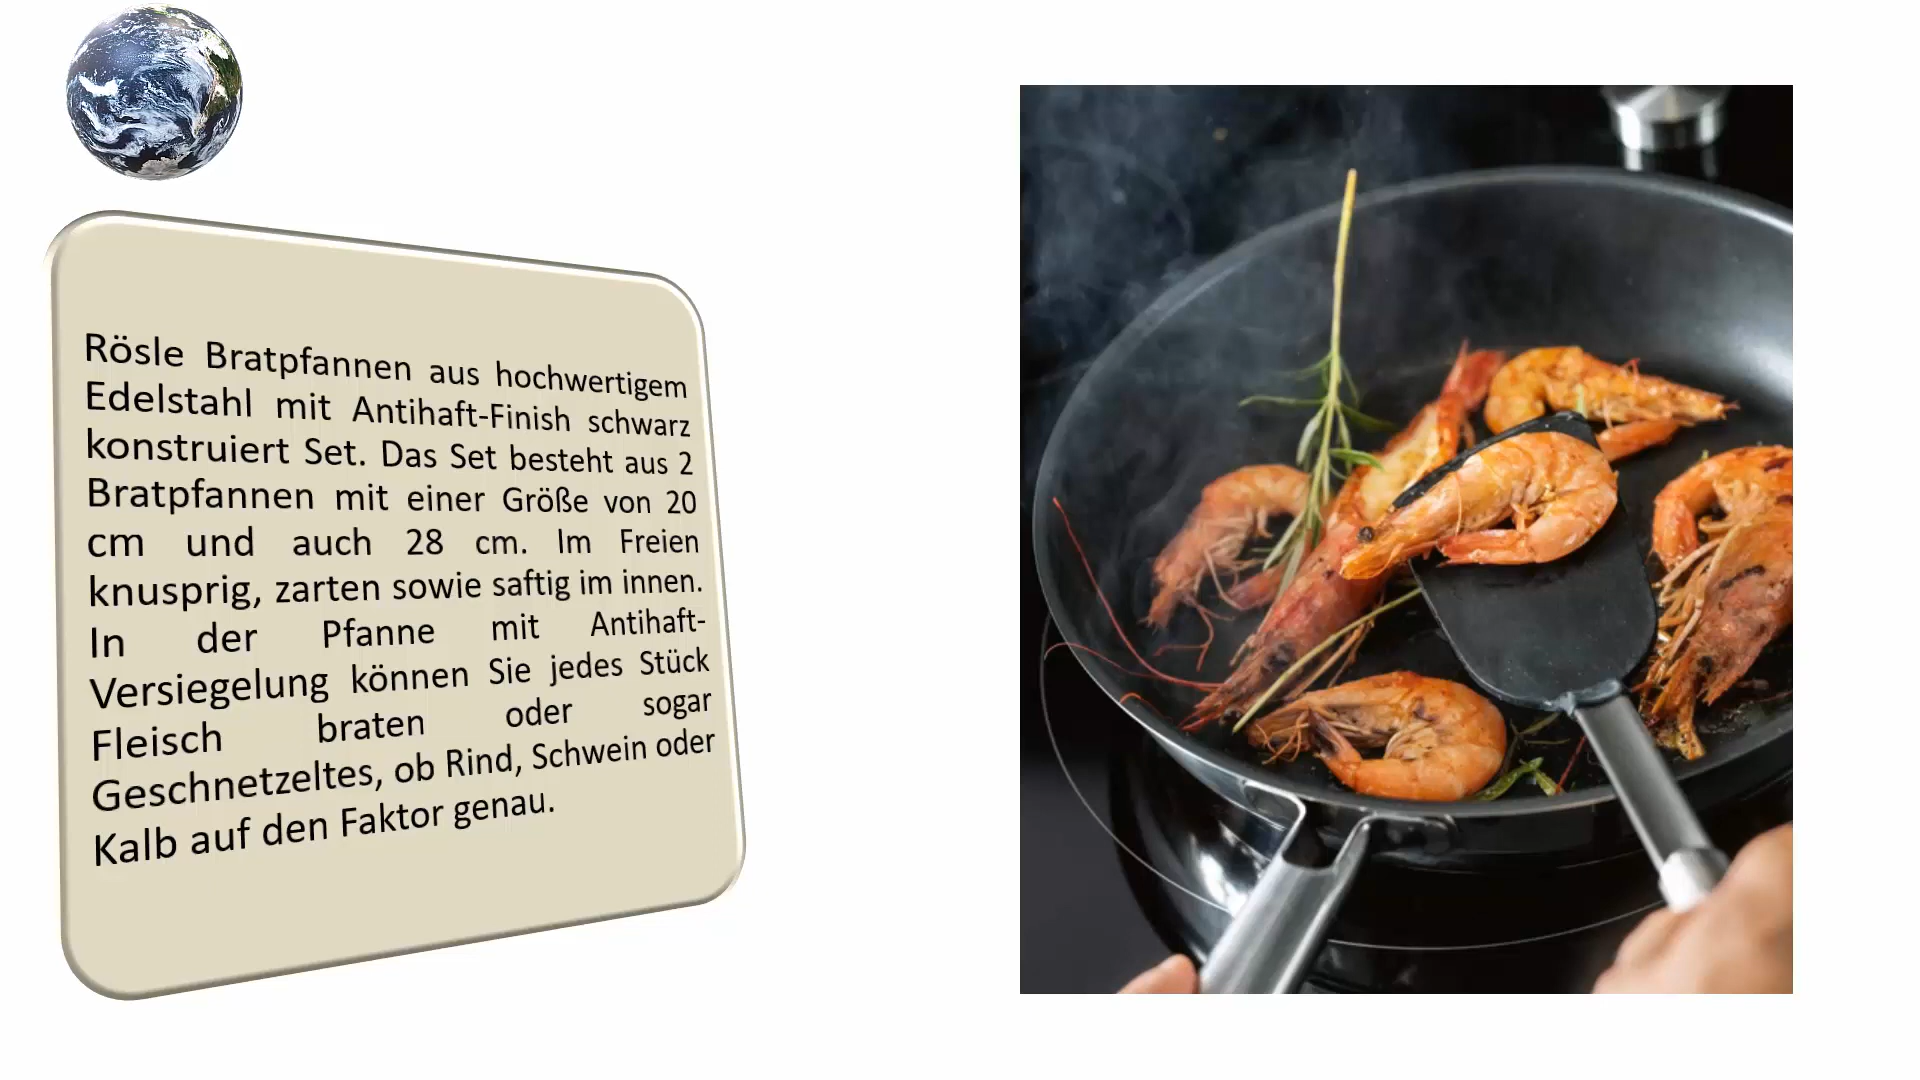 Rösle Bratpfannen aus hochwertigem
Edelstahl mit Antihaft-Finish schwarz
konstruiert Set. Das Set besteht aus 2
Bratpfannen mit einer Größe von 20
cm und auch 28 cm. Im Freien
knusprig, zarten sowie saftig im innen.
In der Pfanne mit Antihaft-
Versiegelung können Sie jedes Stück
Fleisch braten oder sogar
Geschnetzeltes, ob Rind, Schwein oder
Kalb auf den Faktor genau.